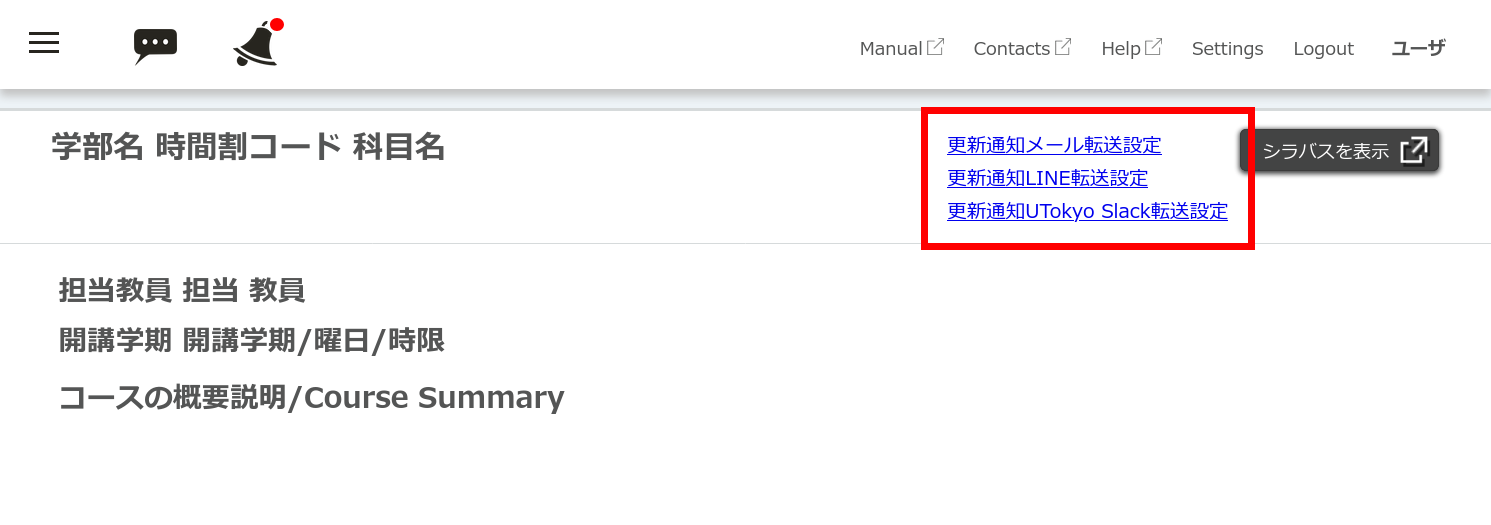 Manual Contacts Help Settings Logout ユーザ
学部名 時間割コード 科目名
更新通知メール転送設定
シラバスを表示
更新通知LINE転送設定
更新通知UTokyo Slack転送設定
担当教員 担当 教員
開講学期 開講学期/曜日/時限
コースの概要説明/Course Summary